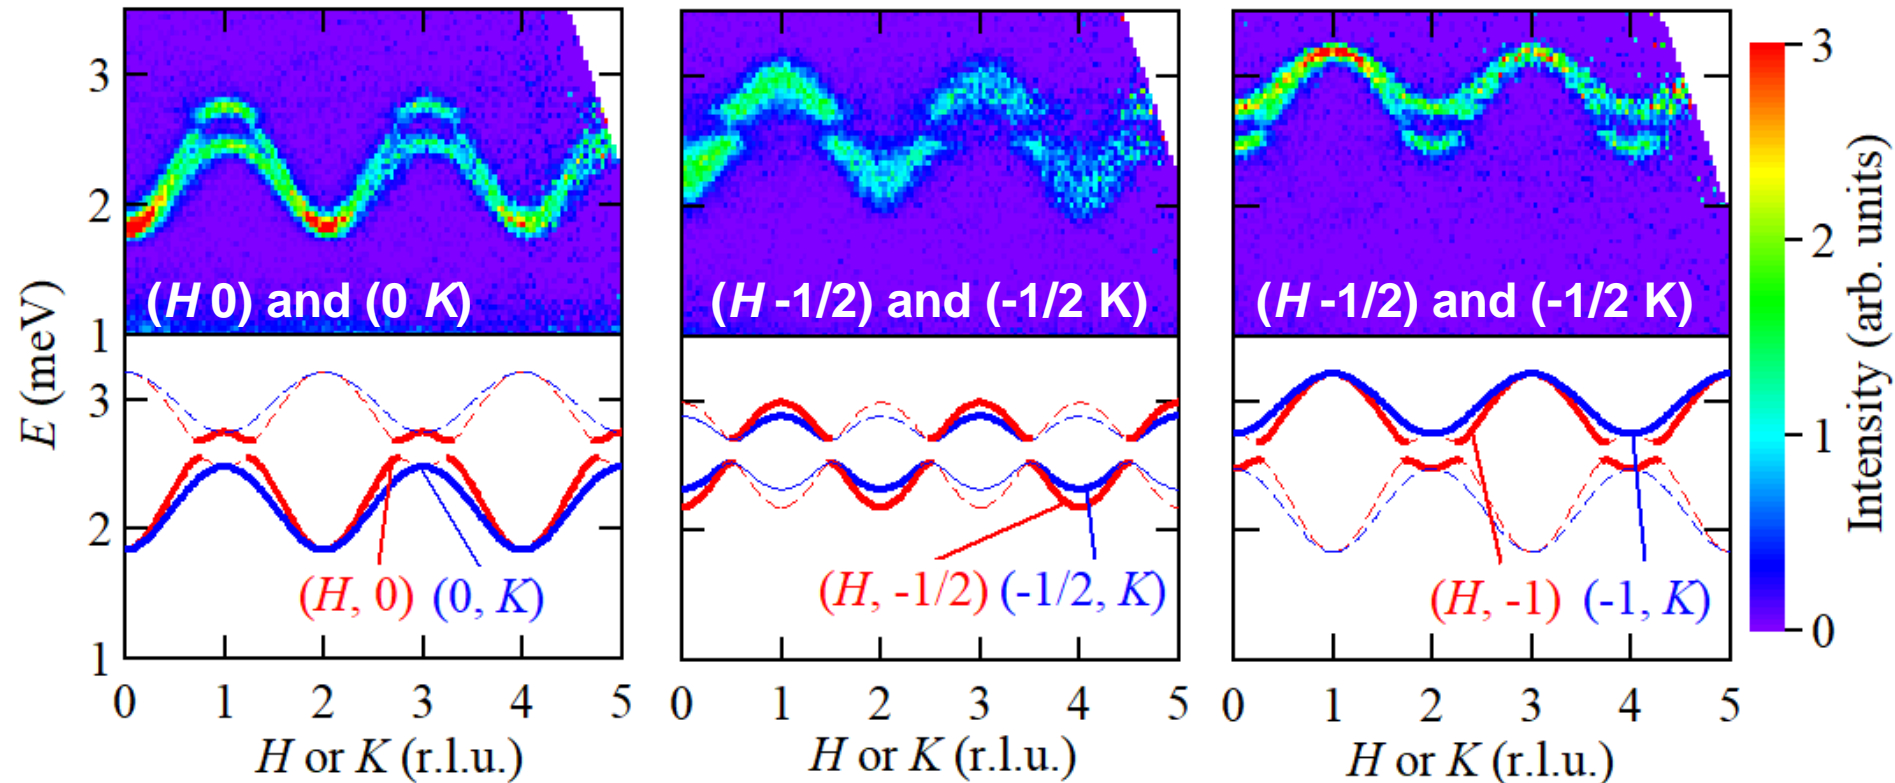 3
2
1
(H 0) and (0 K)
(H -1/2) and (-1/2 K)
(H -1/2) and (-1/2 K)
3
2
1
0
Intensity (arb. units)
E (meV)
3
2
1
(H, 0) (0, K)
(H, -1/2) (-1/2, K)
(H, -1) (-1, K)
0 1 2 3 4 5
0 1 2 3 4 5
0 1 2 3 4 5
H or K (r.l.u.)
H or K (r.l.u.)
H or K (r.l.u.)